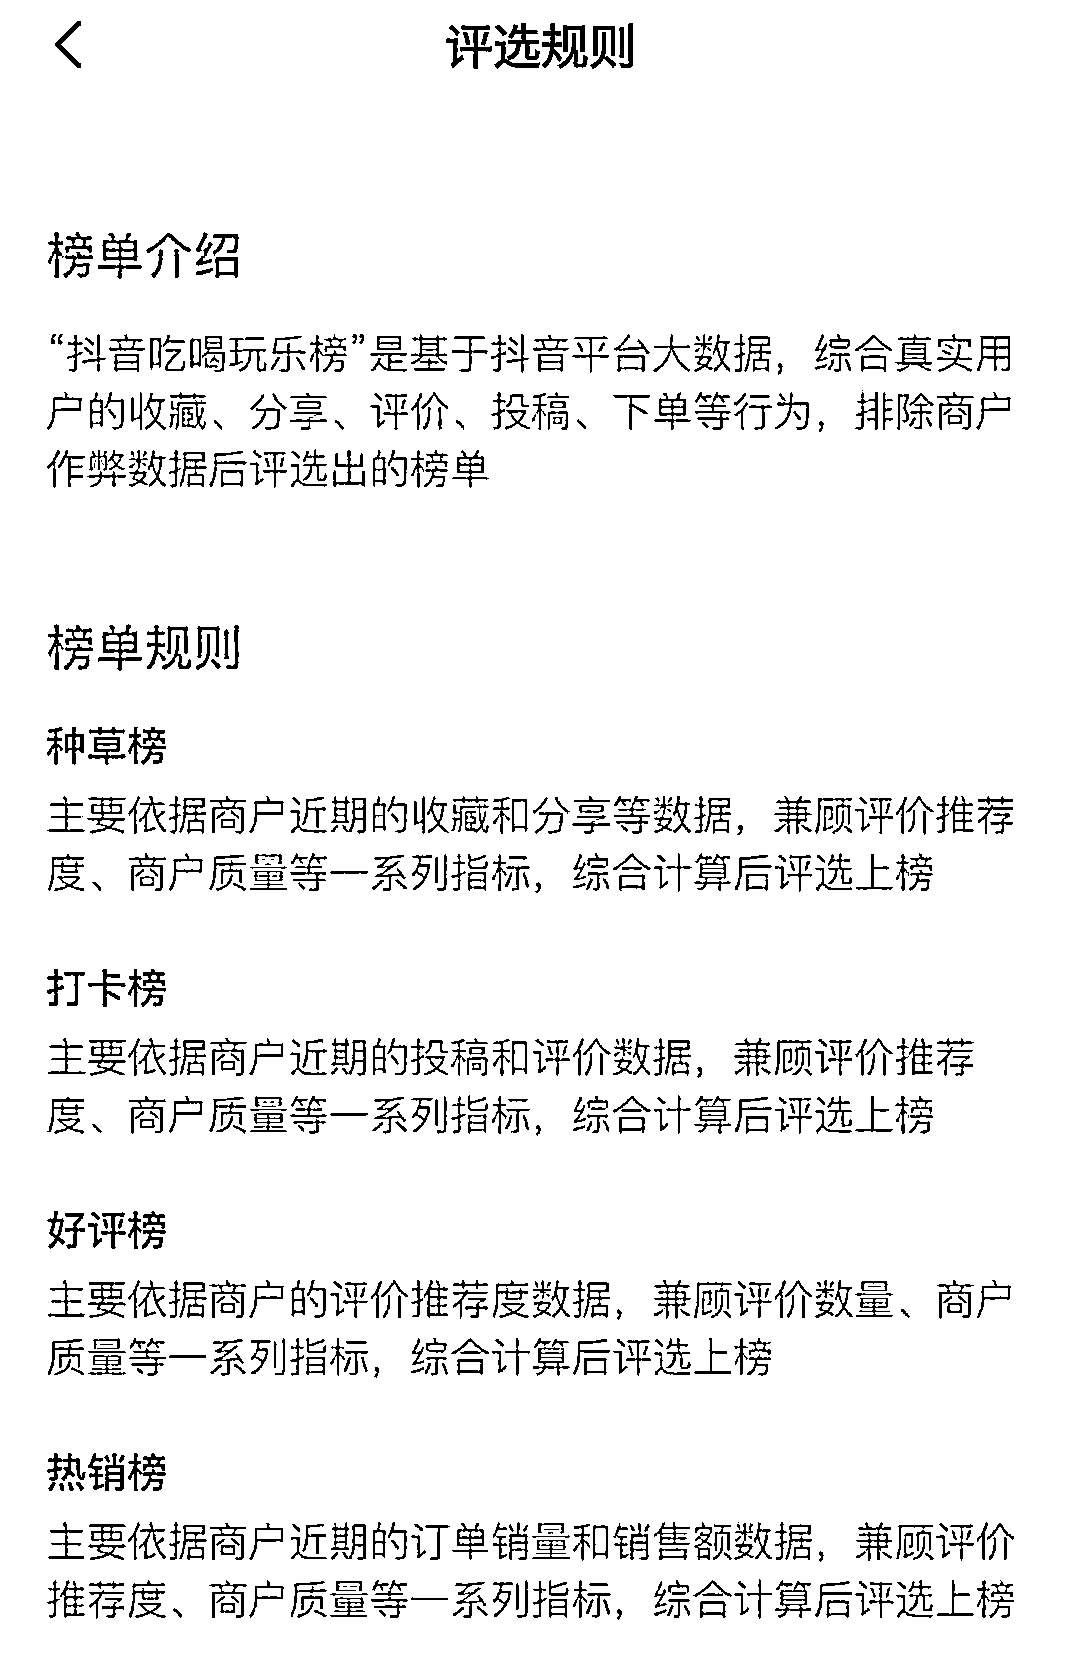 评选规则
榜单介绍
“抖音吃喝玩乐榜”是基于抖音平台大数据，综合真实用
户的收藏、分享、评价、投稿、下单等行为，排除商户
作弊数据后评选出的榜单
榜单规则
种草榜
主要依据商户近期的收藏和分享等数据，兼顾评价推荐
度、商户质量等一系列指标，综合计算后评选上榜
打卡榜
主要依据商户近期的投稿和评价数据，兼顾评价推荐
度、商户质量等一系列指标，综合计算后评选上榜
好评榜
主要依据商户的评价推荐度数据，兼顾评价数量、商户
质量等一系列指标，综合计算后评选上榜
热销榜
主要依据商户近期的订单销量和销售额数据，兼顾评价
推荐度、商户质量等一系列指标，综合计算后评选上榜